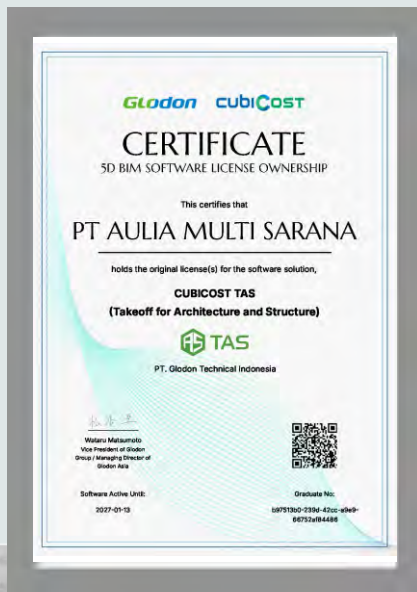 Glodon cubicost
CERTIFICATE
5D BIM SOFTWARE LICENSE OWNERSHIP
This certifies that
PT AULIA MULTI SARANA
holds the original license(s) for the software solution,
CUBICOST TAS
(Takeoff for Architecture and Structure)
AS TAS
PT. Glodon Technical Indonesia
Wataru Matsumoto
Vice President of Glodon
Group / Managing Director of
Glodon Asia
Software Active Until:
2027-01-13
Graduate No:
b97513b0-239d-42cc-a9e9-
66752af84486